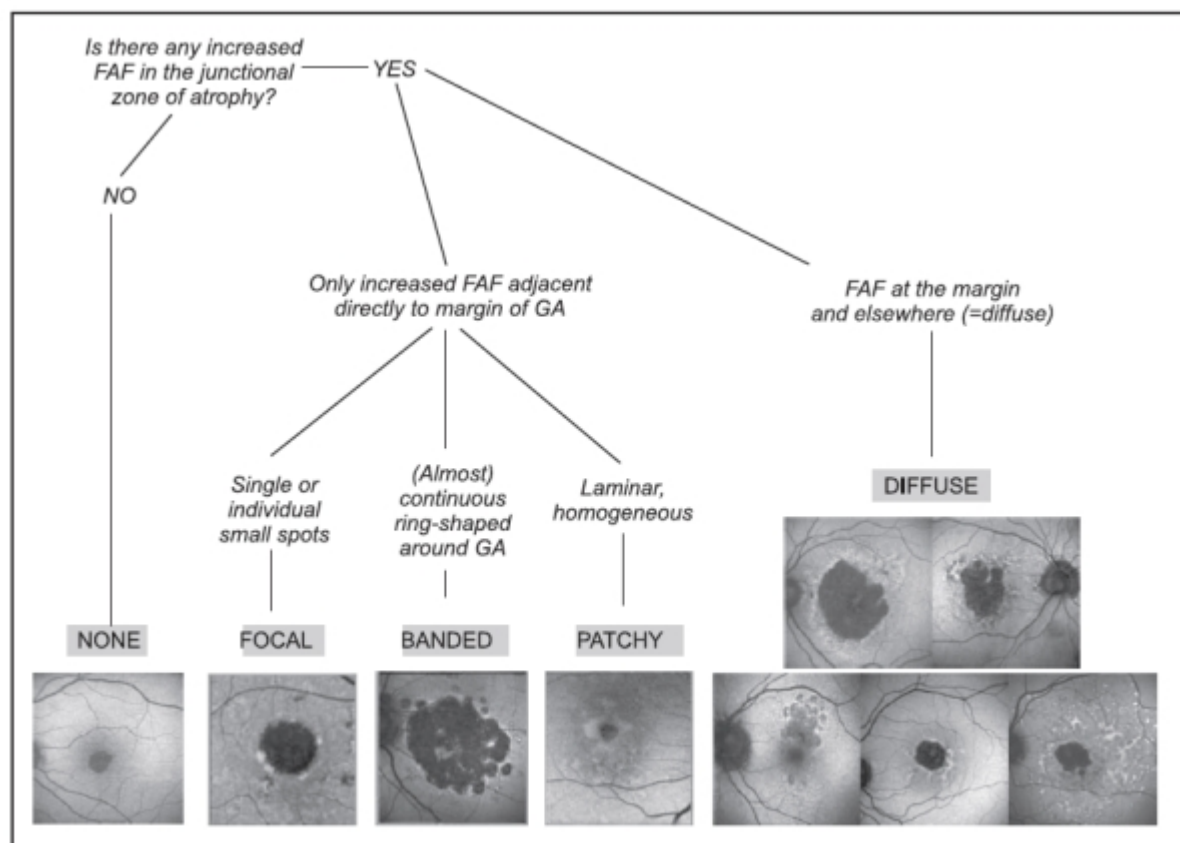 Is there any increased
FAF in the junctional
zone of atrophy?
YES
NO
Only increased FAF adjacent
directly to margin of GA
FAF at the margin
and elsewhere (=diffuse)
Single or
individual
small spots
(Almost)
continuous
ring-shaped
around GA
Laminar,
homogeneous
DIFFUSE
NONE
FOCAL
BANDED
PATCHY